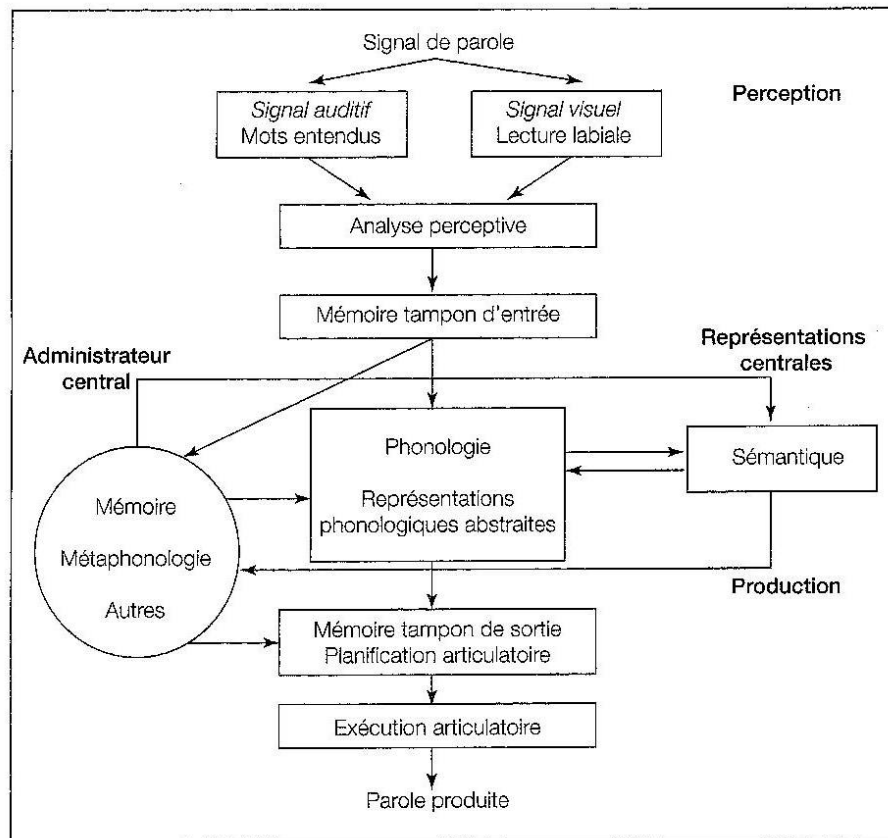 Signal de parole
Perception
Signal auditif
Mots entendus
Signal visuel
Lecture labiale
Analyse perceptive
Mémoire tampon d'entrée
Administrateur
central
Représentations
centrales
Phonologie
Représentations
phonologiques abstraites
Sémantique
Mémoire
Métaphonologie
Autres
Production
Mémoire tampon de sortie
Planification articulatoire
Exécution articulatoire
Parole produite